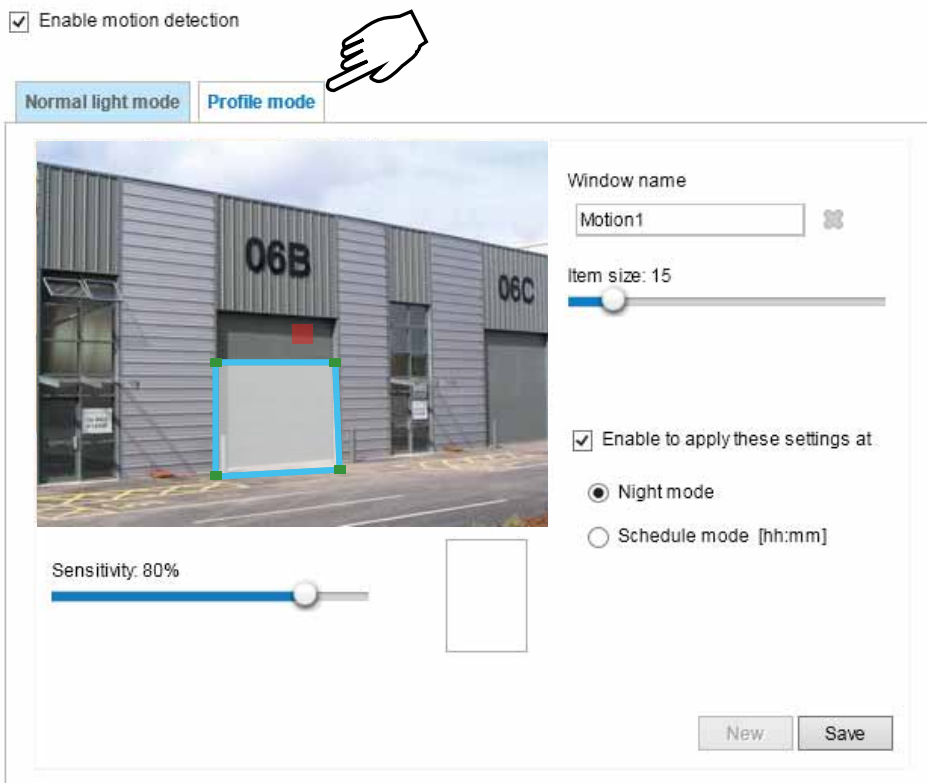 Enable motion detection
Normal light mode
Profile mode
06B
06C
Window name
Motion1
Item size: 15
Enable to apply these settings at
Night mode
Schedule mode [hh:mm]
Sensitivity: 80%
New
Save